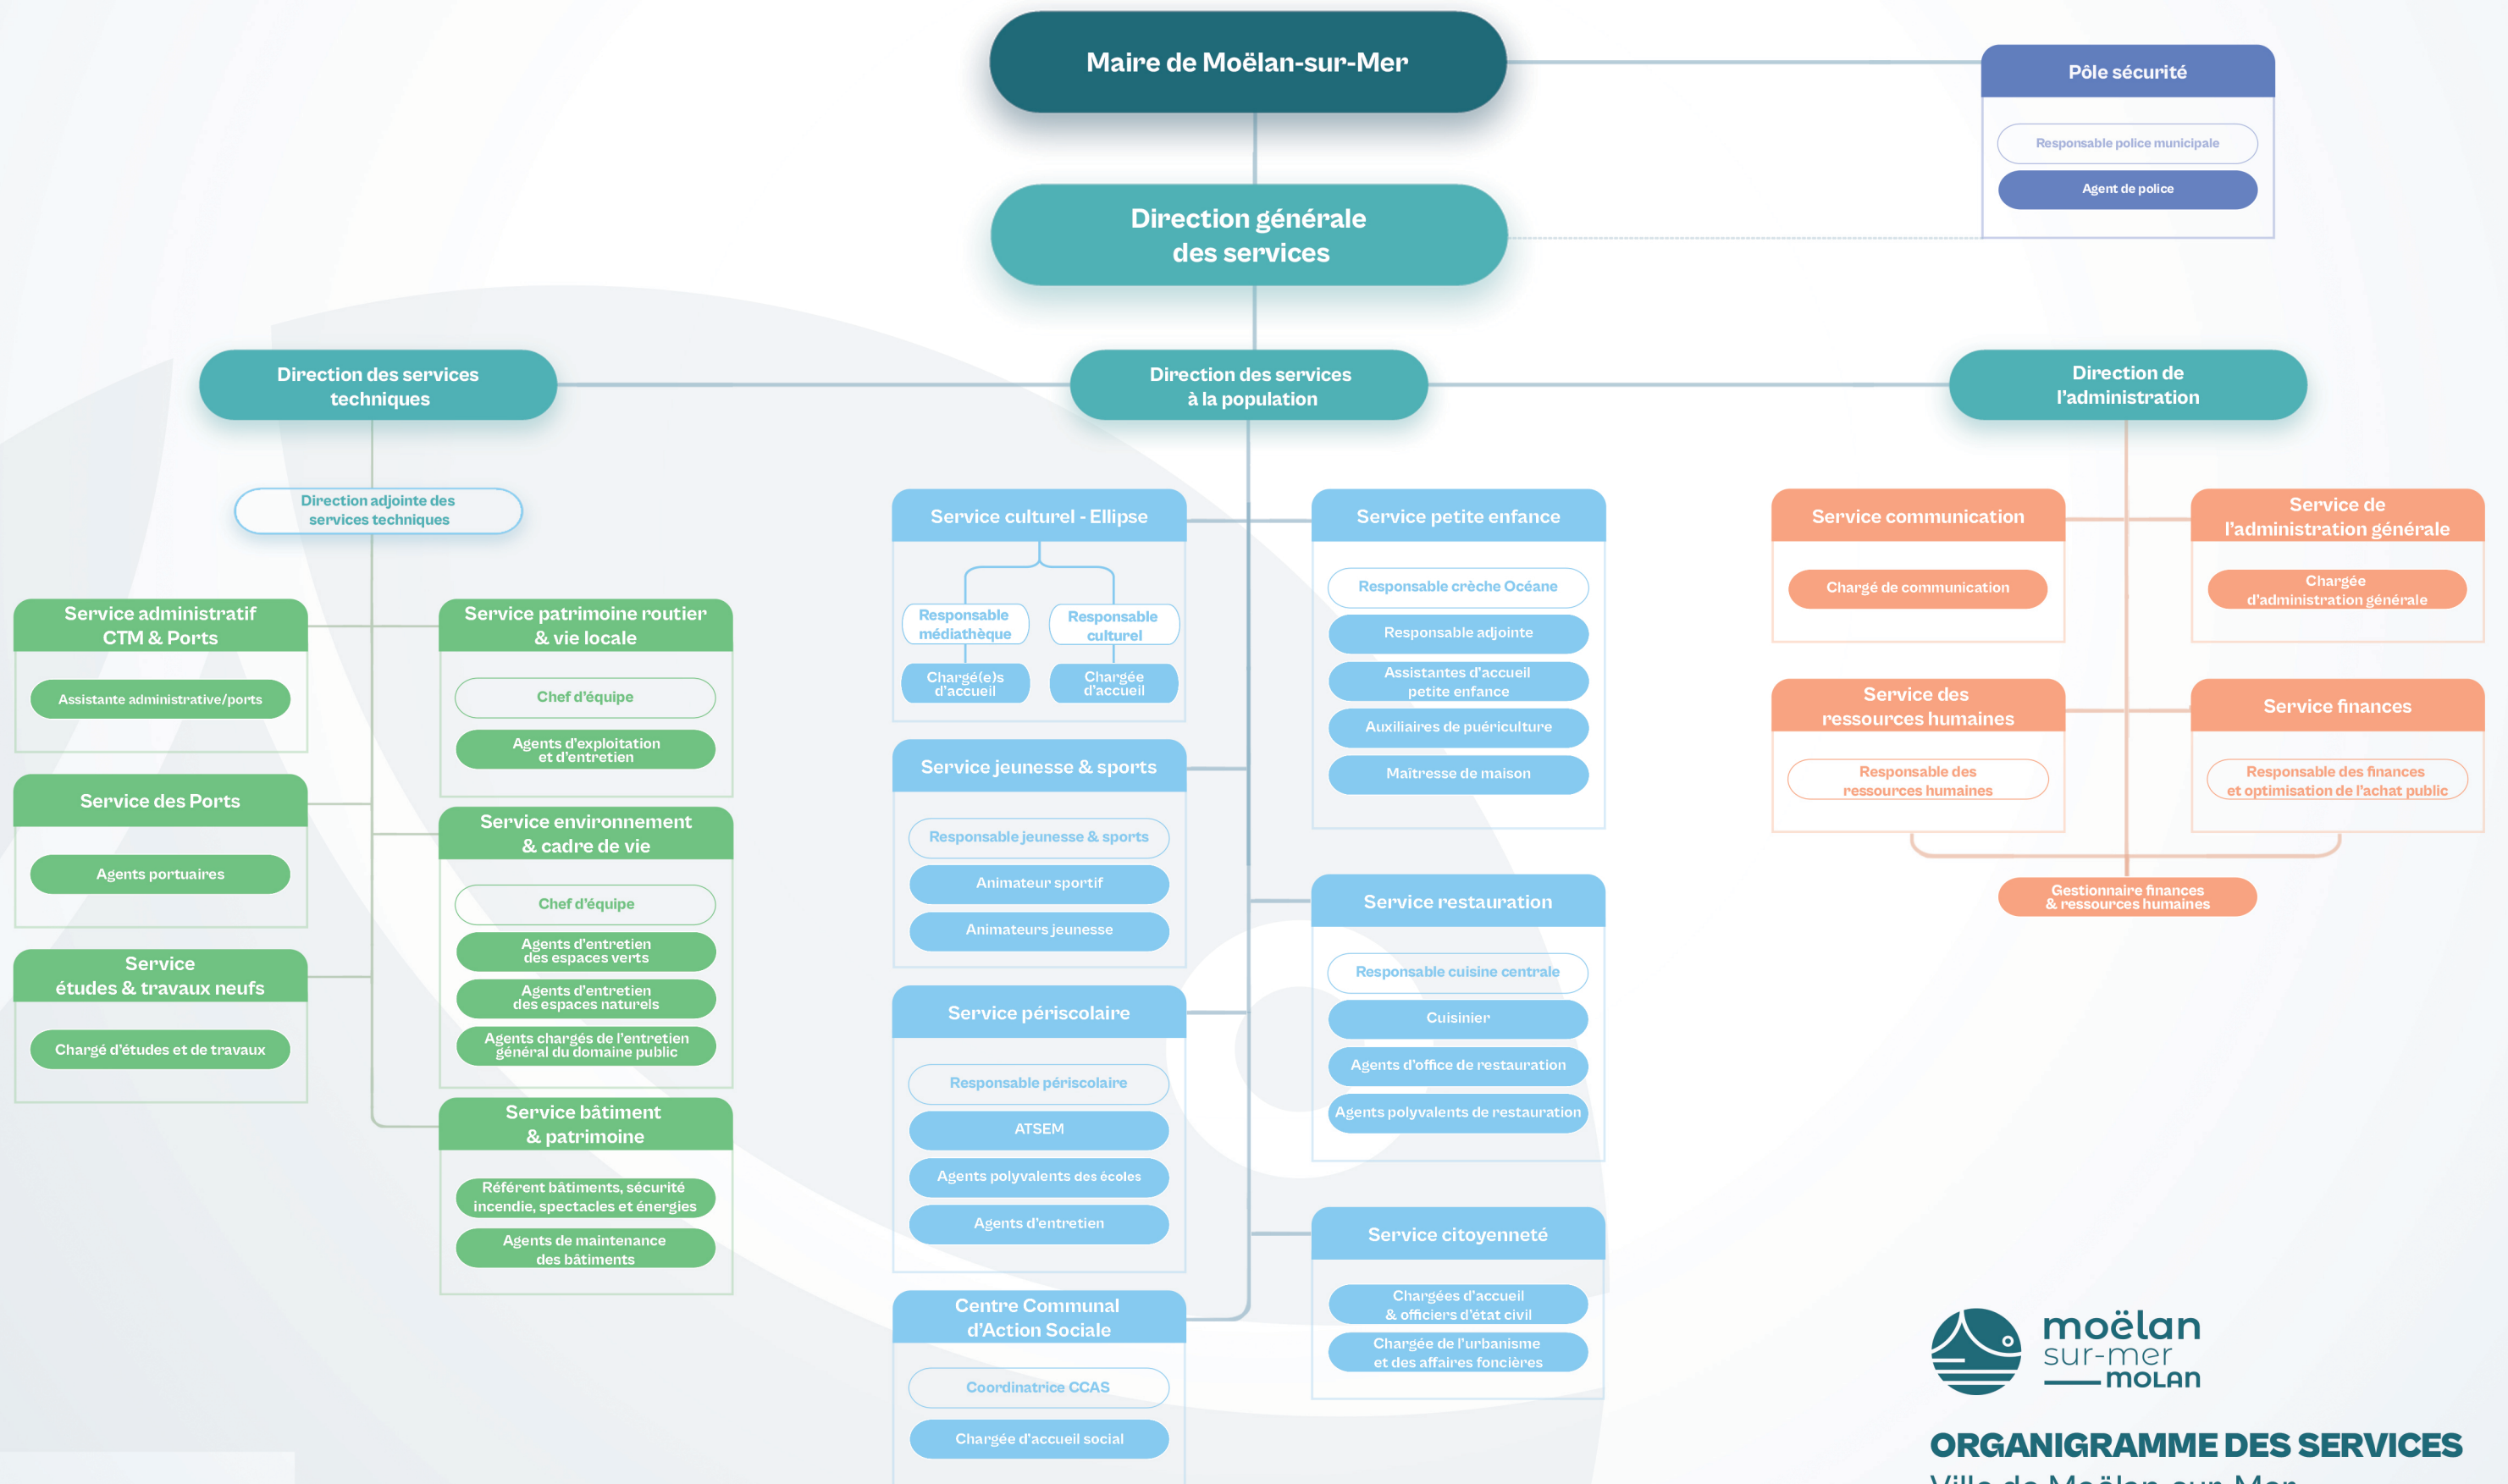 Maire de Moëlan-sur-Mer
Pôle sécurité
Responsable police municipale
Agent de police
Direction générale
des services
Direction des services
techniques
Direction des services
à la population
Direction de
l'administration
Direction adjointe des
services techniques
Service administratif
CTM & Ports
Assistante administrative/ports
Service des Ports
Agents portuaires
Service
études & travaux neufs
Chargé d'études et de travaux
Service patrimoine routier
& vie locale
Chef d'équipe
Agents d'exploitation
et d'entretien
Service environnement
& cadre de vie
Chef d'équipe
Agents d'entretien
des espaces verts
Agents d'entretien
des espaces naturels
Agents chargés de l'entretien
général du domaine public
Service bâtiment
& patrimoine
Référent bâtiments, sécurité
incendie, spectacles et énergies
Agents de maintenance
des bâtiments
Service culturel - Ellipse
Responsable
médiathèque
Chargé(e)s
d'accueil
Responsable
culturel
Chargée
d'accueil
Service jeunesse & sports
Responsable jeunesse & sports
Animateur sportif
Animateurs jeunesse
Service périscolaire
Responsable périscolaire
ATSEM
Agents polyvalents des écoles
Agents d'entretien
Centre Communal
d'Action Sociale
Coordinatrice CCAS
Chargée d'accueil social
Service petite enfance
Responsable crèche Océane
Responsable adjointe
Assistantes d'accueil
petite enfance
Auxiliaires de puériculture
Maîtresse de maison
Service restauration
Responsable cuisine centrale
Cuisinier
Agents d'office de restauration
Agents polyvalents de restauration
Service citoyenneté
Chargées d'accueil
& officiers d'état civil
Chargée de l'urbanisme
et des affaires foncières
Service communication
Chargé de communication
Service de
l'administration générale
Chargée
d'administration générale
Service des
ressources humaines
Responsable des
ressources humaines
Service finances
Responsable des finances
et optimisation de l'achat public
Gestionnaire finances
& ressources humaines
moëlan
sur-mer
MOLAN
ORGANIGRAMME DES SERVICES
Ville de Moëlan-sur-Mer